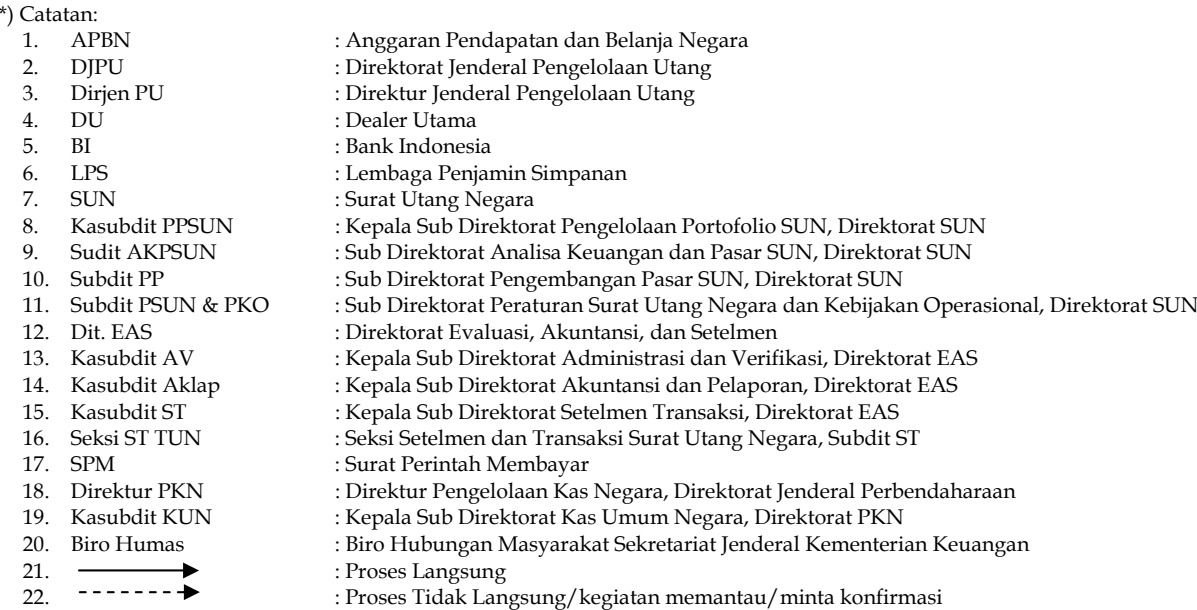 *) Catatan:
1. APBN : Anggaran Pendapatan dan Belanja Negara
2. DJPU : Direktorat Jenderal Pengelolaan Utang
3. Dirjen PU : Direktur Jenderal Pengelolaan Utang
4. DU : Dealer Utama
5. BI : Bank Indonesia
6. LPS : Lembaga Penjamin Simpanan
7. SUN : Surat Utang Negara
8. Kasubdit PPSUN : Kepala Sub Direktorat Pengelolaan Portofolio SUN, Direktorat SUN
9. Sudit AKPSUN : Sub Direktorat Analisa Keuangan dan Pasar SUN, Direktorat SUN
10. Subdit PP : Sub Direktorat Pengembangan Pasar SUN, Direktorat SUN
11. Subdit PSUN & PKO : Sub Direktorat Peraturan Surat Utang Negara dan Kebijakan Operasional, Direktorat SUN
12. Dit. EAS : Direktorat Evaluasi, Akuntansi, dan Setelmen
13. Kasubdit AV : Kepala Sub Direktorat Administrasi dan Verifikasi, Direktorat EAS
14. Kasubdit Aklap : Kepala Sub Direktorat Akuntansi dan Pelaporan, Direktorat EAS
15. Kasubdit ST : Kepala Sub Direktorat Setelmen Transaksi, Direktorat EAS
16. Seksi ST TUN : Seksi Setelmen dan Transaksi Surat Utang Negara, Subdit ST
17. SPM : Surat Perintah Membayar
18. Direktur PKN : Direktur Pengelolaan Kas Negara, Direktorat Jenderal Perbendaharaan
19. Kasubdit KUN : Kepala Sub Direktorat Kas Umum Negara, Direktorat PKN
20. Biro Humas : Biro Hubungan Masyarakat Sekretariat Jenderal Kementerian Keuangan
21. : Proses Langsung
22. : Proses Tidak Langsung/kegiatan memantau/minta konfirmasi